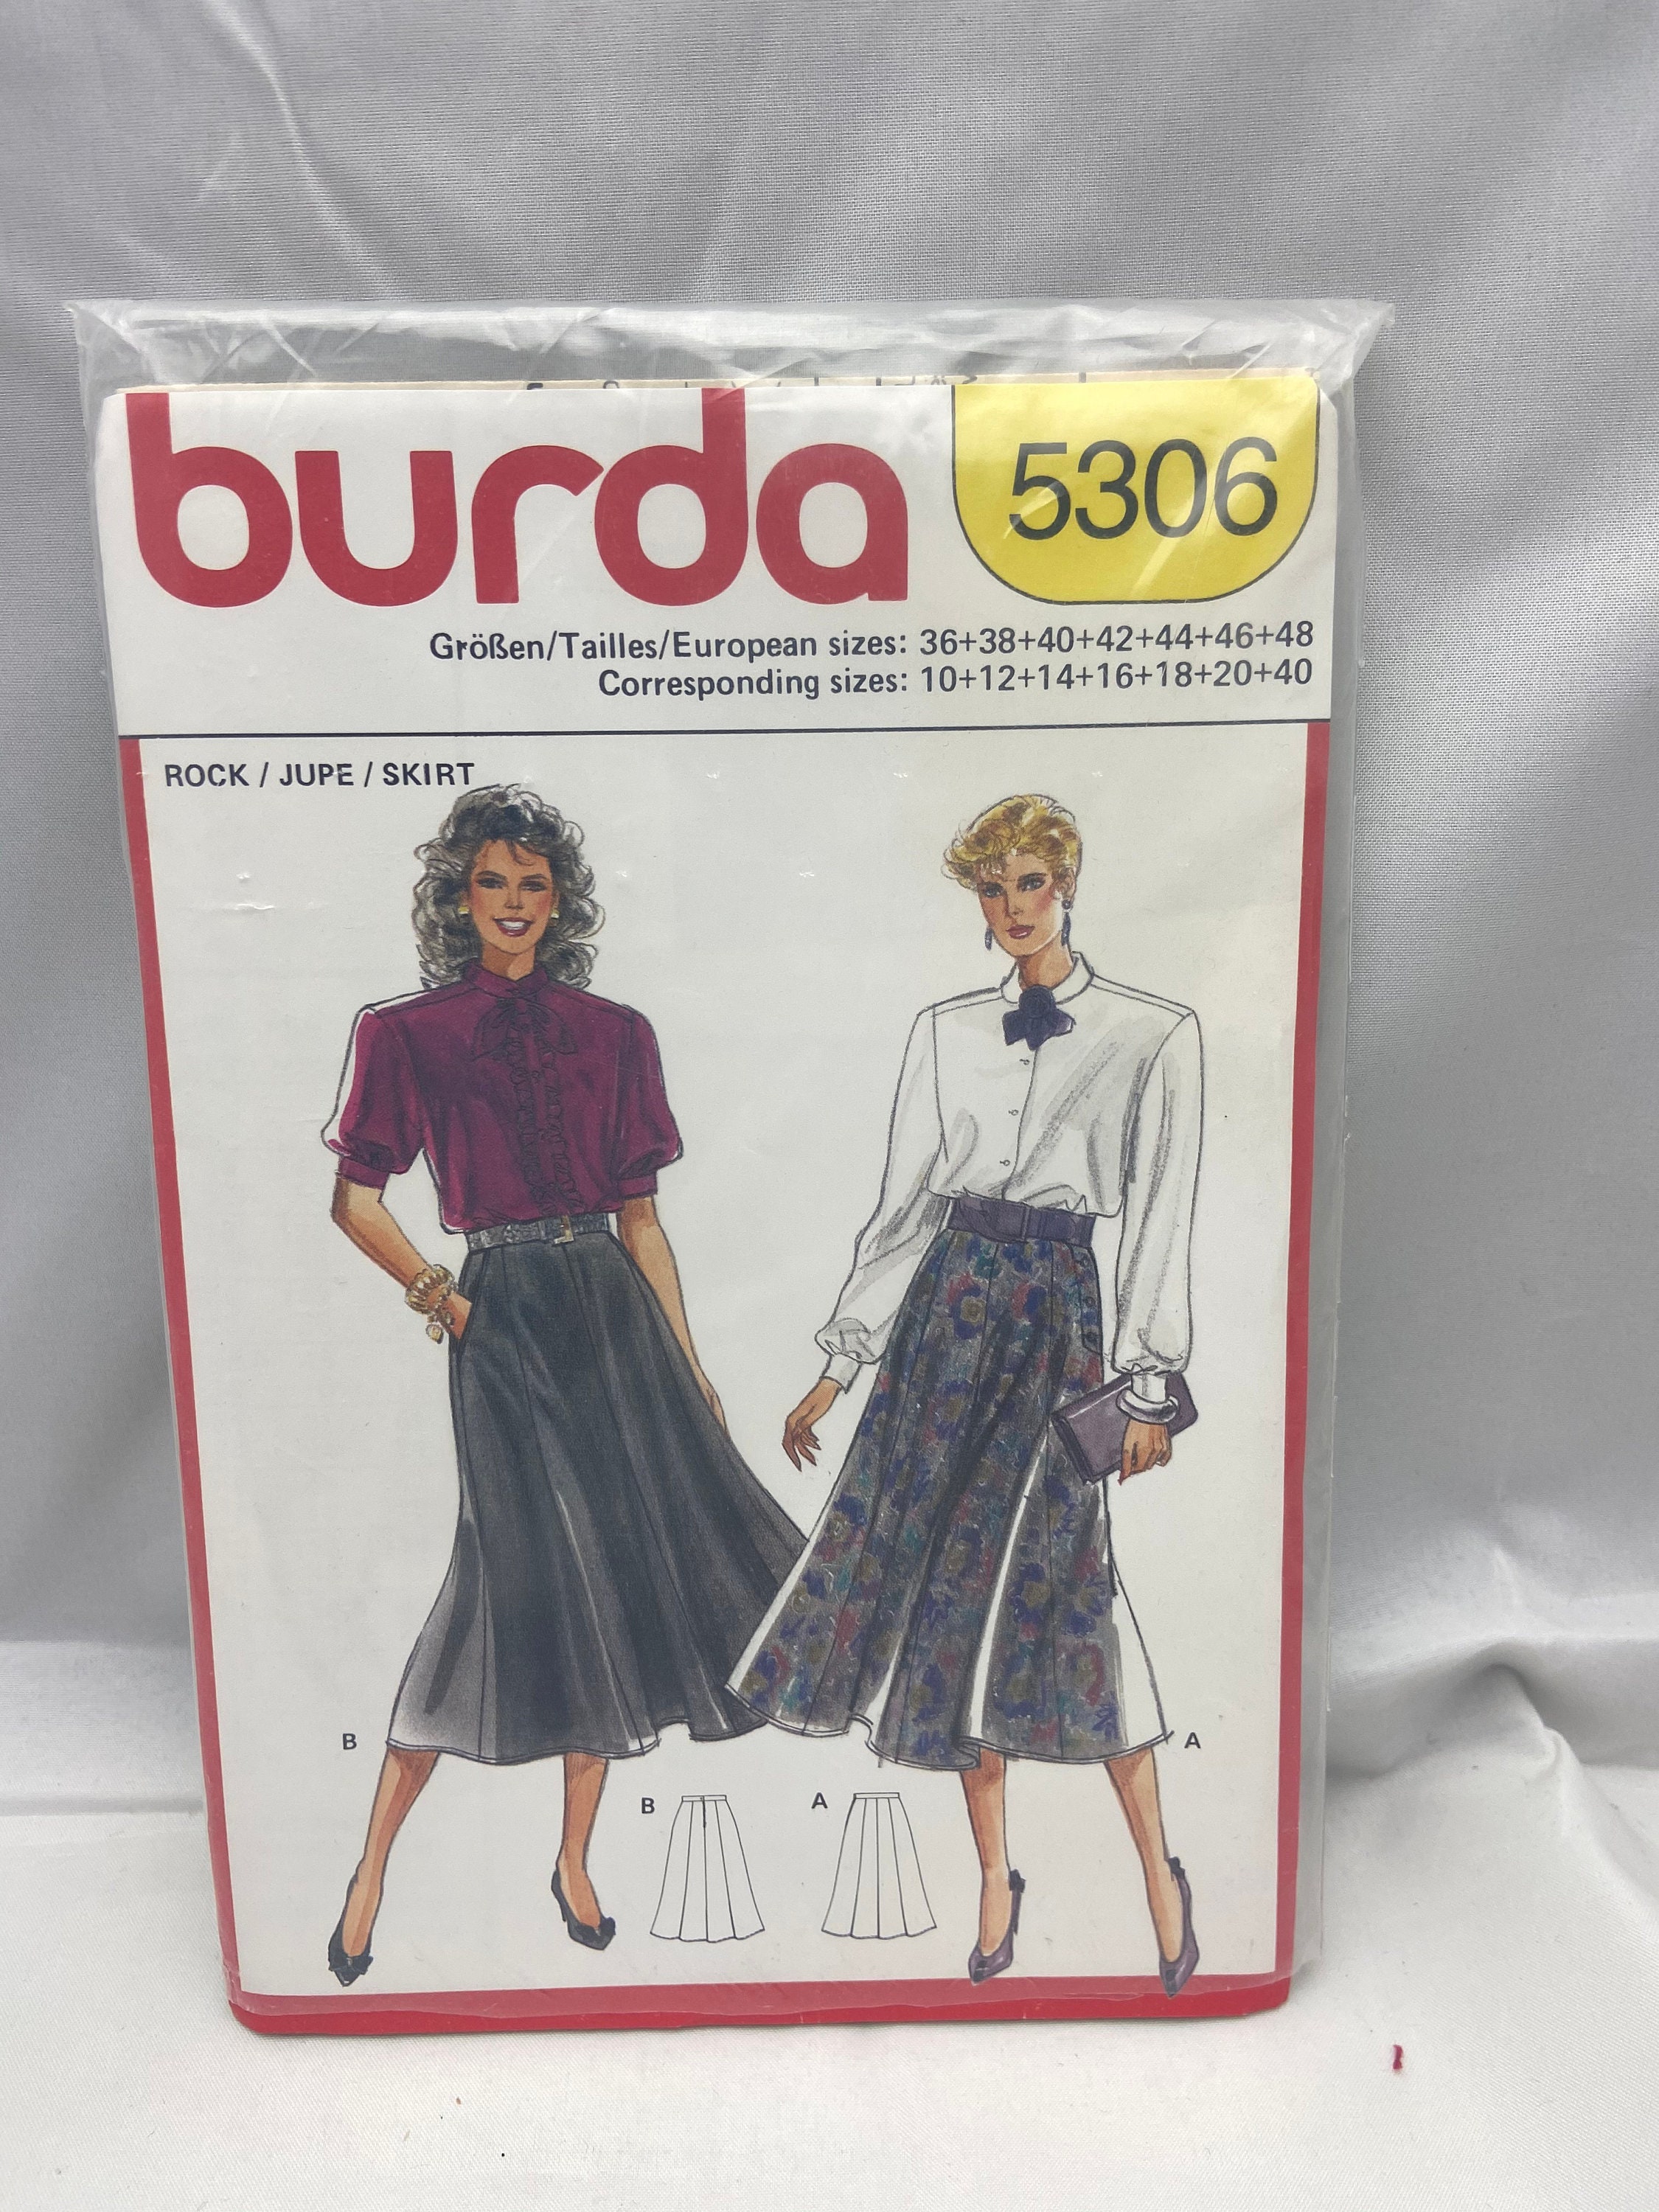 burda
5306
Größen/Tailles/European sizes: 36+38+40+42+44+46+48
Corresponding sizes: 10+12+14+16+18+20+40
ROCK / JUPE / SKIRT
B
A
B
A